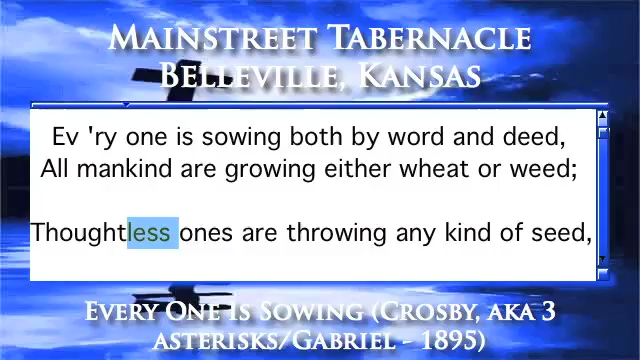 Mainstreet Tabernacle
Belleville, Kansas
Ev 'ry one is sowing both by word and deed,
All mankind are growing either wheat or weed;
Thoughtless ones are throwing any kind of seed,
Every One Is Sowing (Crosby, aka 3
asterisks/Gabriel - 1895)